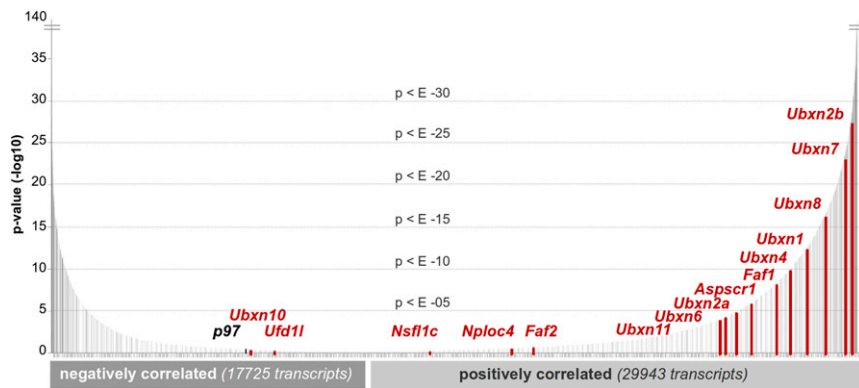 140
35
30
25
20
15
10
5
0
p-value (-log10)
p < E -30
p < E -25
p < E -20
p < E -15
p < E -10
p < E -05
Ubxn2b
Ubxn7
Ubxn8
Ubxn1
Ubxn4
Faf1
Aspscr1
Ubxn2a
Ubxn6
Ubxn11
Ubxn10
p97
Ufd1l
Nsfl1c
Nploc4
Faf2
negatively correlated (17725 transcripts)
positively correlated (29943 transcripts)